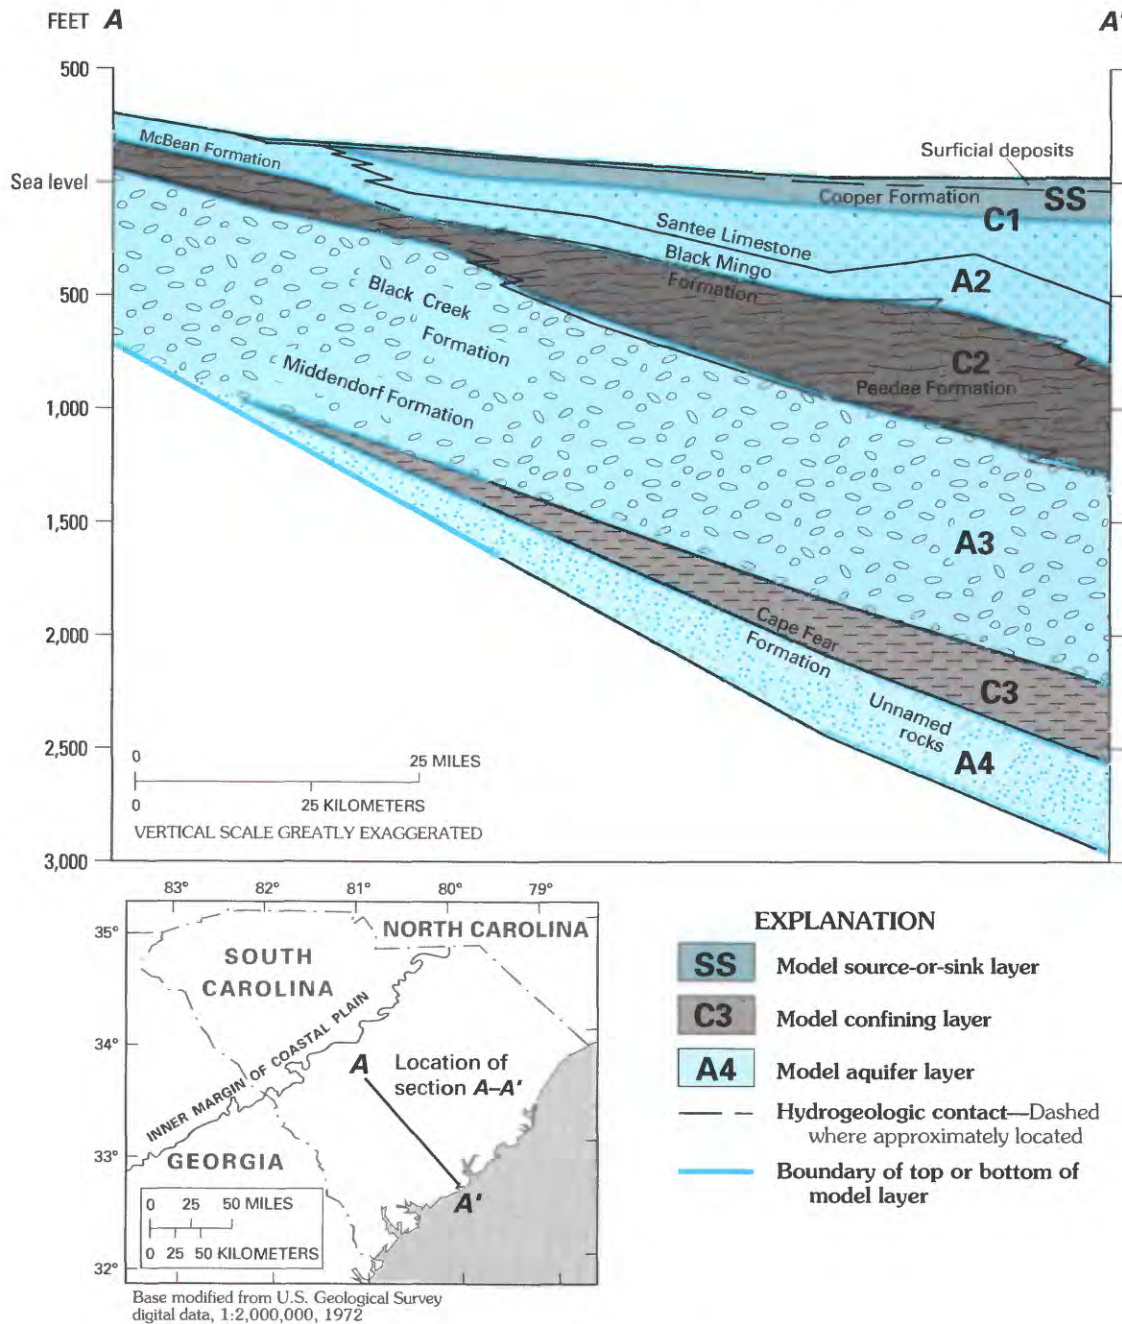 FEET A
A'
500
McBean Formation
Surficial deposits
Sea level
Cooper Formation
SS
C1
Santee Limestone
Black Mingo
Formation
A2
500
Black Creek
Formation
C2
Peedee Formation
Middendorf Formation
1,000
1,500
A3
2,000
Cape Fear
Formation
C3
Unnamed
rocks
A4
2,500
0 25 MILES
0 25 KILOMETERS
VERTICAL SCALE GREATLY EXAGGERATED
3,000
83° 82° 81° 80° 79°
35°
NORTH CAROLINA
SOUTH
CAROLINA
INNER MARGIN OF COASTAL PLAIN
34°
A
Location of
section A–A'
33°
GEORGIA
A'
0 25 50 MILES
0 25 50 KILOMETERS
32°
Base modified from U.S. Geological Survey
digital data, 1:2,000,000, 1972
EXPLANATION
SS Model source-or-sink layer
C3 Model confining layer
A4 Model aquifer layer
Hydrogeologic contact—Dashed
where approximately located
Boundary of top or bottom of
model layer